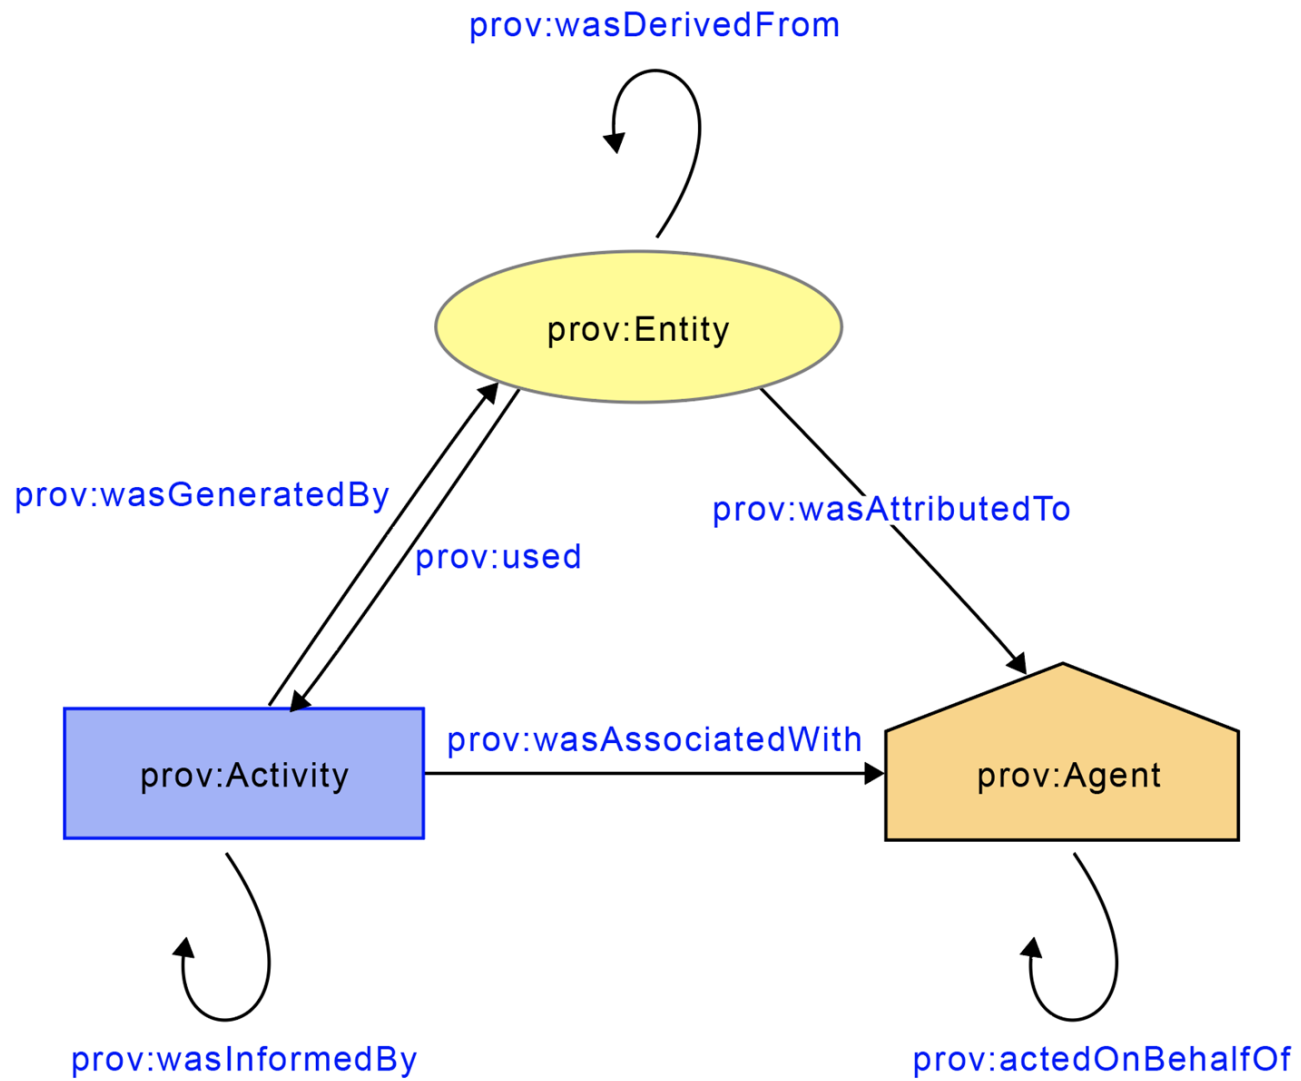 prov:wasDerivedFrom
prov:Entity
prov:wasGeneratedBy
prov:wasAttributedTo
prov:used
prov:wasAssociatedWith
prov:Activity
prov:Agent
prov:wasInformedBy
prov:actedOnBehalfOf